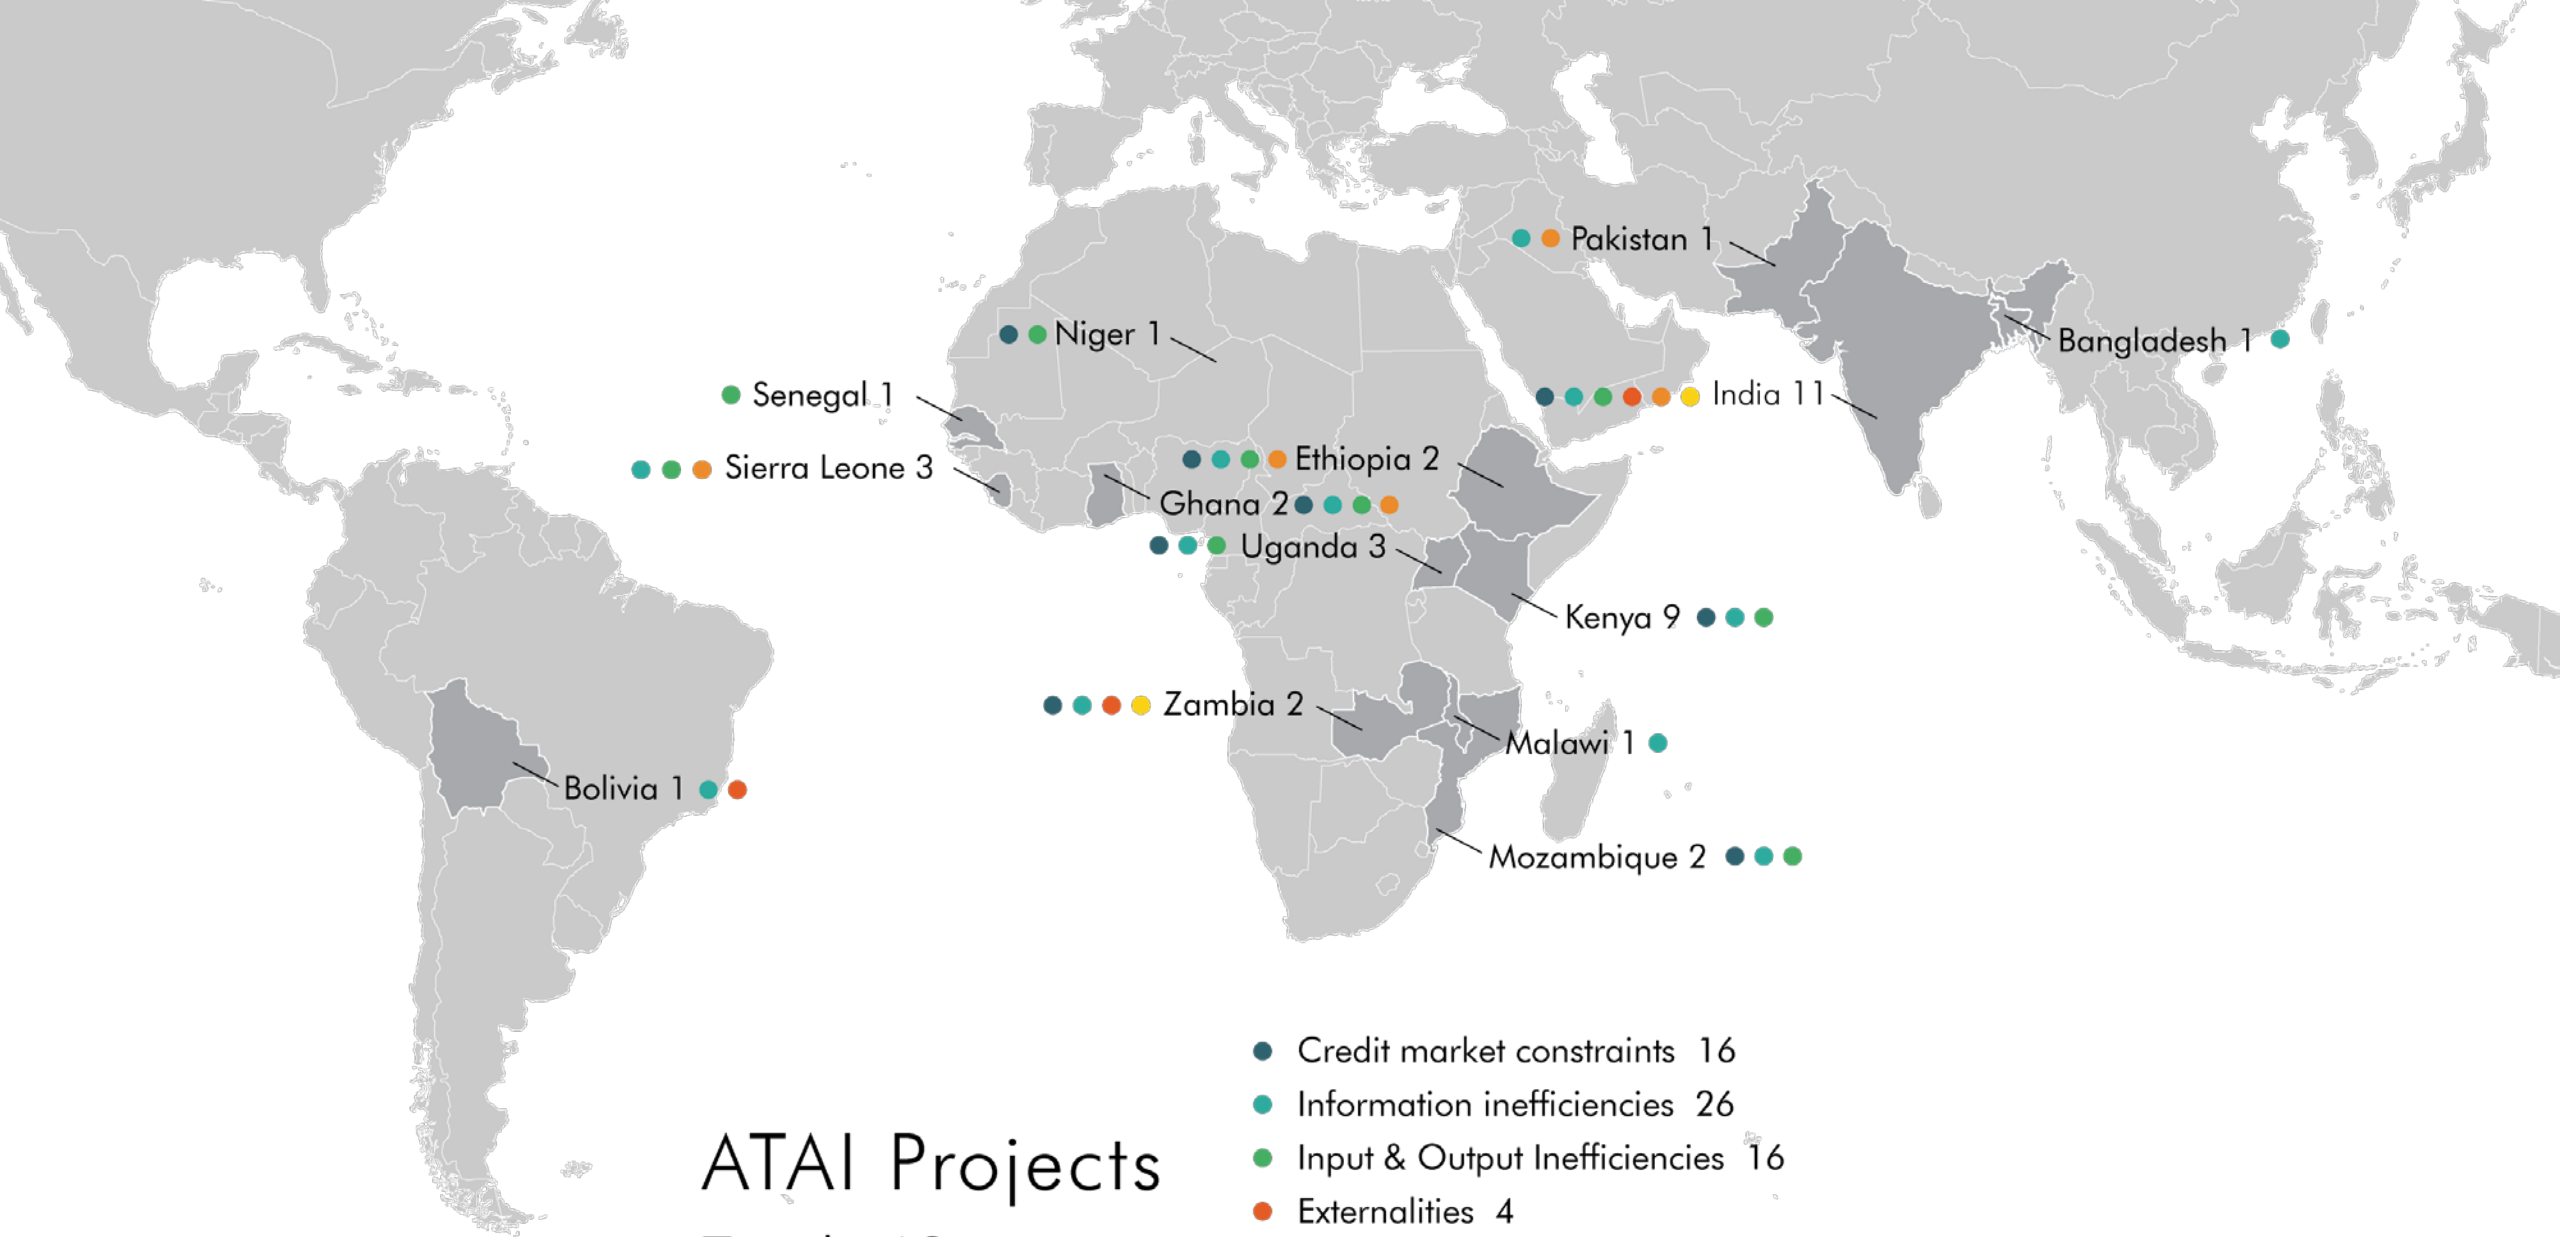 Pakistan 1
Niger 1
Bangladesh 1
Senegal 1
India 11
Ethiopia 2
Sierra Leone 3
Ghana 2
Uganda 3
Kenya 9
Zambia 2
Malawi 1
Bolivia 1
Mozambique 2
Credit market constraints 16
Information inefficiencies 26
Input & Output Inefficiencies 16
Externalities 4
ATAI Projects